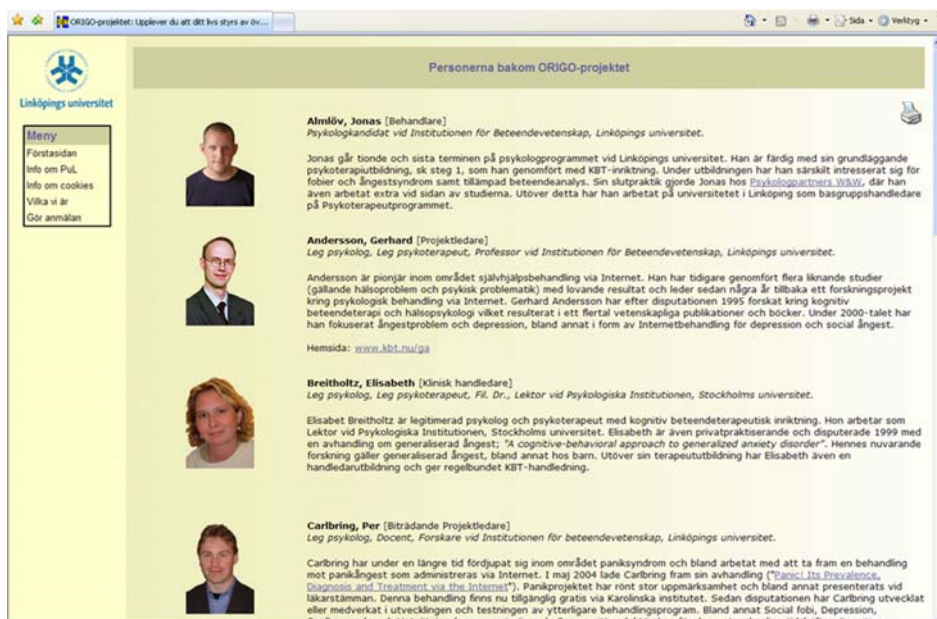 ORIGO-projektet: Upplever du att ditt livs styrs av öv...
Sida
Verktyg
Personerna bakom ORIGO-projektet
Linköpings universitet
Meny
Förstasidan
Info om PuL
Info om cookies
Vilka vi är
Gör anmälan
Almlöv, Jonas [Behandlare]
Psykologkandidat vid Institutionen för Beteendevetenskap, Linköpings universitet.
Jonas går tionde och sista terminen på psykologprogrammet vid Linköpings universitet. Han är färdig med sin grundläggande
psykoterapiutbildning, sk steg 1, som han genomfört med KBT-inriktning. Under utbildningen har han särskilt intresserat sig för
fobier och ångestsyndrom samt tillämpad beteendeanalys. Sin slutpraktik gjorde Jonas hos Psykologpartners W&W, där han
även arbetat extra vid sidan av studierna. Utöver detta har han arbetat på universitetet i Linköping som basgruppshandledare
på Psykoterapeutprogrammet.
Andersson, Gerhard [Projektledare]
Leg psykolog, Leg psykoterapeut, Professor vid Institutionen för Beteendevetenskap, Linköpings universitet.
Andersson är pionjär inom området självhjälpsbehandling via Internet. Han har tidigare genomfört flera liknande studier
(gällande hälsoproblem och psykisk problematik) med lovande resultat och leder sedan några år tillbaka ett forskningsprojekt
kring psykologisk behandling via Internet. Gerhard Andersson har efter disputationen 1995 forskat kring kognitiv
beteendeterapi och hälsopsykologi vilket resulterat i ett flertal vetenskapliga publikationer och böcker. Under 2000-talet har
han fokuserat ångestproblem och depression, bland annat i form av Internetbehandling för depression och social ångest.
Hemsida: www.kbt.nu/ga
Breitholtz, Elisabeth [Klinisk handledare]
Leg psykolog, Leg psykoterapeut, Fil. Dr., Lektor vid Psykologiska Institutionen, Stockholms universitet.
Elisabet Breitholtz är legitimerad psykolog och psykoterapeut med kognitiv beteendeterapeutisk inriktning. Hon arbetar som
Lektor vid Psykologiska Institutionen, Stockholms universitet. Elisabeth är även privatpraktiserande och disputerade 1999 med
en avhandling om generaliserad ångest; "A cognitive-behavioral approach to generalized anxiety disorder". Hennes nuvarande
forskning gäller generaliserad ångest, bland annat hos barn. Utöver sin terapeututbildning har Elisabeth även en
handledarutbildning och ger regelbundet KBT-handledning.
Carlbring, Per [Biträdande Projektledare]
Leg psykolog, Docent, Forskare vid Institutionen för beteendevetenskap, Linköpings universitet.
Carlbring har under en längre tid fördjupat sig inom området paniksyndrom och bland arbetat med att ta fram en behandling
mot panikångest som administreras via Internet. I maj 2004 lade Carlbring fram sin avhandling ("Panic! Its Prevalence,
Diagnosis and Treatment via the Internet"). Panikprojektet har rönt stor uppmärksamhet och bland annat presenterats vid
läkarstämman. Denna behandling finns nu tillgänglig gratis via Karolinska institutet. Sedan disputationen har Carlbring utvecklat
eller medverkat i utvecklingen och testningen av ytterligare behandlingsprogram. Bland annat Social fobi, Depression,